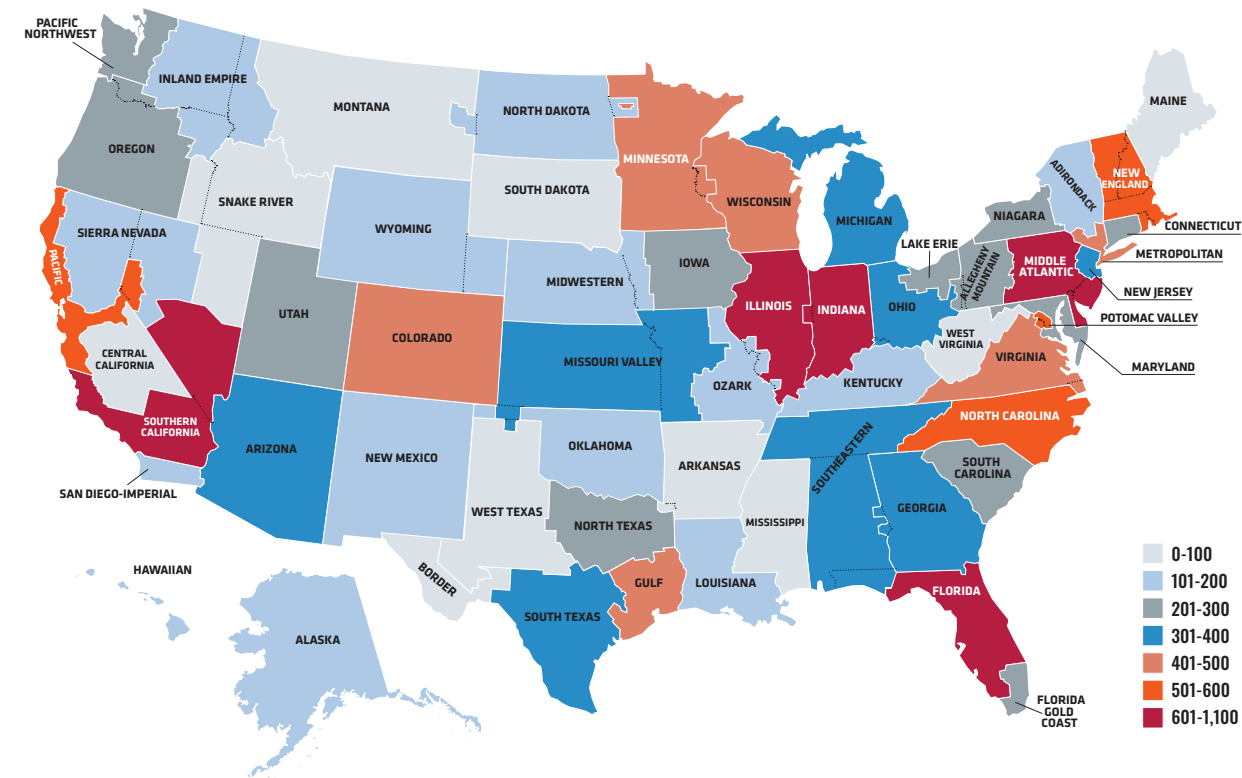 PACIFIC
NORTHWEST
INLAND EMPIRE
MONTANA
NORTH DAKOTA
MINNESOTA
MAINE
OREGON
SNAKE RIVER
SOUTH DAKOTA
WISCONSIN
MICHIGAN
ADIRONDACK
NEW
ENGLAND
NIAGARA
CONNECTICUT
SIERRA NEVADA
WYOMING
LAKE ERIE
METROPOLITAN
PACIFIC
IOWA
ALLEGHENY
MOUNTAIN
MIDDLE
ATLANTIC
MIDWESTERN
NEW JERSEY
UTAH
COLORADO
ILLINOIS
INDIANA
OHIO
POTOMAC VALLEY
WEST
VIRGINIA
CENTRAL
CALIFORNIA
MISSOURI VALLEY
VIRGINIA
MARYLAND
OZARK
KENTUCKY
SOUTHERN
CALIFORNIA
NORTH CAROLINA
ARIZONA
NEW MEXICO
OKLAHOMA
ARKANSAS
SOUTHEASTERN
SOUTH
CAROLINA
SAN DIEGO-IMPERIAL
WEST TEXAS
NORTH TEXAS
MISSISSIPPI
GEORGIA
HAWAIIAN
BORDER
GULF
LOUISIANA
FLORIDA
SOUTH TEXAS
ALASKA
FLORIDA
GOLD
COAST
0-100
101-200
201-300
301-400
401-500
501-600
601-1,100